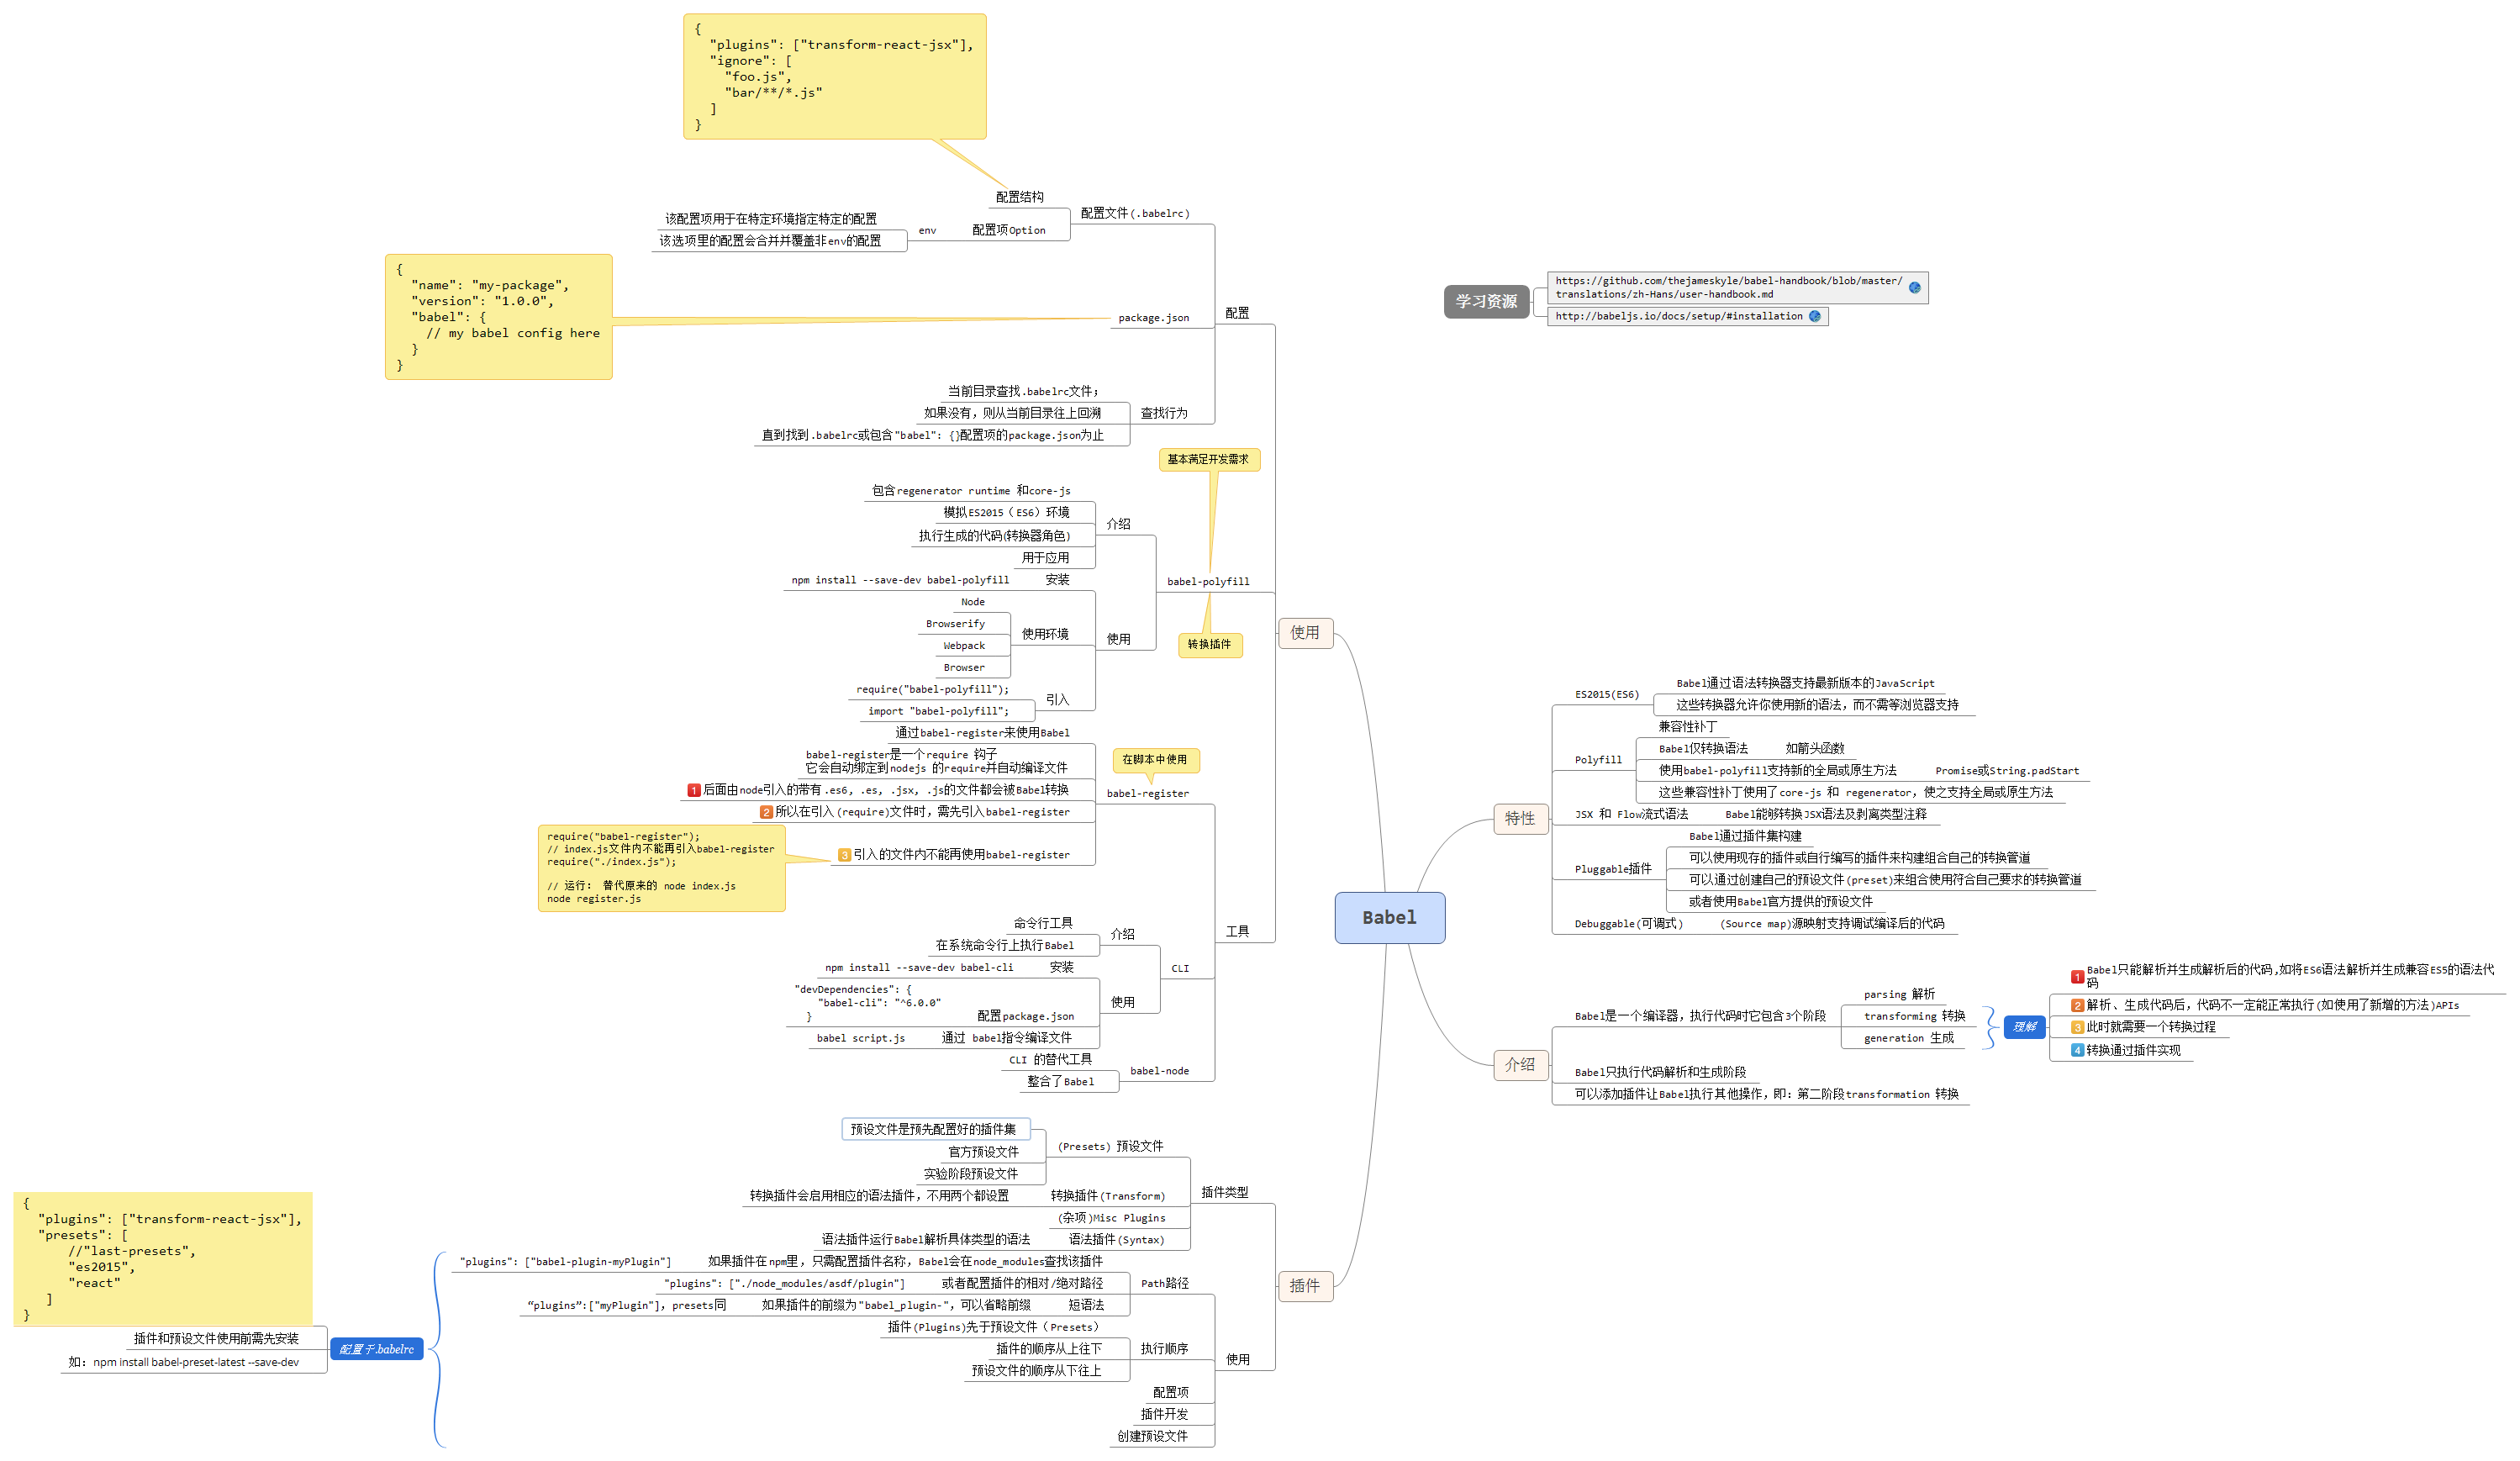 Babel
学习资源
https://github.com/thejameskyle/babel-handbook/blob/master/
translations/zh-Hans/user-handbook.md
http://babeljs.io/docs/setup/#installation
特性
ES2015(ES6)
Babel通过语法转换器支持最新版本的JavaScript
这些转换器允许你使用新的语法，而不需等浏览器支持
Polyfill
兼容性补丁
Babel仅转换语法
如箭头函数
使用babel-polyfill支持新的全局或原生方法
Promise或String.padStart
这些兼容性补丁使用了core-js 和 regenerator，使之支持全局或原生方法
JSX 和 Flow流式语法
Babel能够转换JSX语法及剥离类型注释
Pluggable插件
Babel通过插件集构建
可以使用现存的插件或自行编写的插件来构建组合自己的转换管道
可以通过创建自己的预设文件(preset)来组合使用符合自己要求的转换管道
或者使用Babel官方提供的预设文件
Debuggable(可调式)
(Source map)源映射支持调试编译后的代码
介绍
Babel是一个编译器，执行代码时它包含3个阶段
parsing 解析
transforming 转换
generation 生成
理解
1 Babel只能解析并生成解析后的代码,如将ES6语法解析并生成兼容ES5的语法代
码
2 解析、生成代码后，代码不一定能正常执行(如使用了新增的方法)APIs
3 此时就需要一个转换过程
4 转换通过插件实现
Babel只执行代码解析和生成阶段
可以添加插件让Babel执行其他操作，即：第二阶段transformation 转换
使用
配置
配置文件(.babelrc)
配置结构
{
"plugins": ["transform-react-jsx"],
"ignore": [
"foo.js",
"bar/**/*.js"
]
}
配置项Option
env
该配置项用于在特定环境指定特定的配置
该选项里的配置会合并并覆盖非env的配置
package.json
{
"name": "my-package",
"version": "1.0.0",
"babel": {
// my babel config here
}
}
查找行为
当前目录查找.babelrc文件；
如果没有，则从当前目录往上回溯
直到找到.babelrc或包含"babel": {}配置项的package.json为止
babel-polyfill
基本满足开发需求
转换插件
介绍
包含regenerator runtime 和core-js
模拟ES2015（ES6）环境
执行生成的代码(转换器角色)
用于应用
使用
安装
npm install --save-dev babel-polyfill
使用环境
Node
Browserify
Webpack
Browser
引入
require("babel-polyfill");
import "babel-polyfill";
工具
babel-register
在脚本中使用
通过babel-register来使用Babel
babel-register是一个require 钩子
它会自动绑定到nodejs 的require并自动编译文件
1 后面由node引入的带有.es6, .es, .jsx, .js的文件都会被Babel转换
2 所以在引入(require)文件时，需先引入babel-register
3 引入的文件内不能再使用babel-register
require("babel-register");
// index.js文件内不能再引入babel-register
require("./index.js");
// 运行： 替代原来的 node index.js
node register.js
CLI
介绍
命令行工具
在系统命令行上执行Babel
使用
安装
npm install --save-dev babel-cli
配置package.json
"devDependencies": {
"babel-cli": "^6.0.0"
}
通过 babel指令编译文件
babel script.js
babel-node
CLI 的替代工具
整合了Babel
插件
插件类型
(Presets) 预设文件
预设文件是预先配置好的插件集
官方预设文件
实验阶段预设文件
转换插件(Transform)
转换插件会启用相应的语法插件，不用两个都设置
(杂项)Misc Plugins
语法插件(Syntax)
语法插件运行Babel解析具体类型的语法
使用
Path路径
如果插件在npm里，只需配置插件名称，Babel会在node_modules查找该插件
"plugins": ["babel-plugin-myPlugin"]
或者配置插件的相对/绝对路径
"plugins": ["./node_modules/asdf/plugin"]
短语法
如果插件的前缀为"babel_plugin-"，可以省略前缀
“plugins”:["myPlugin"]，presets同
执行顺序
插件(Plugins)先于预设文件（Presets）
插件的顺序从上往下
预设文件的顺序从下往上
配置项
插件开发
创建预设文件
配置于.babelrc
{
"plugins": ["transform-react-jsx"],
"presets": [
//"last-presets",
"es2015",
"react"
]
}
插件和预设文件使用前需先安装
如：npm install babel-preset-latest --save-dev